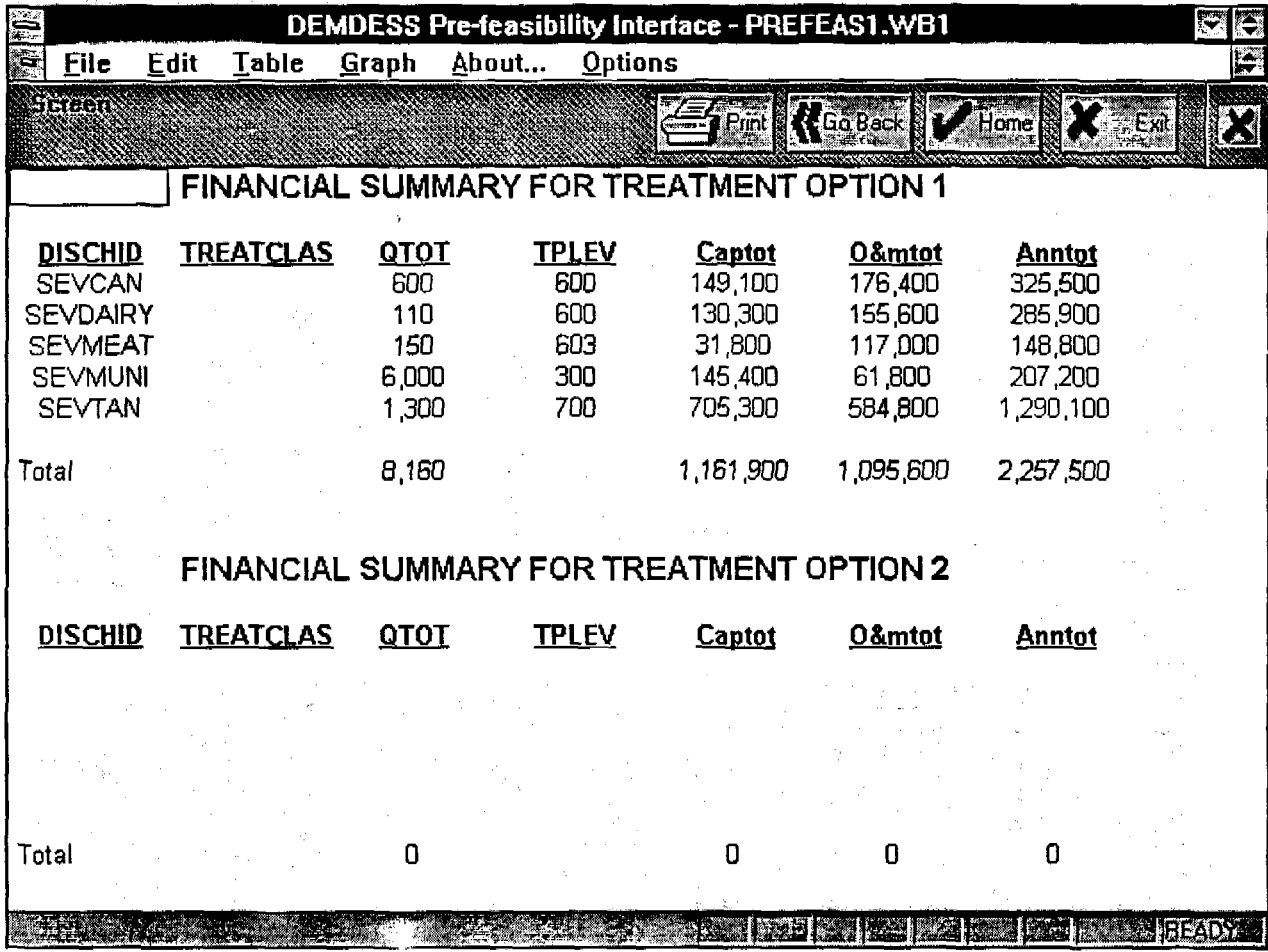 DEMDESS Pre-feasibility Interface - PREFEAS1.WB1
File Edit Table Graph About... Options
Screen Print Go Back Home Exit
FINANCIAL SUMMARY FOR TREATMENT OPTION 1
DISCHID TREATCLAS QTOT TPLEV Captot O&mtot Anntot
SEVCAN 600 600 149,100 176,400 325,500
SEVDAIRY 110 600 130,300 155,600 285,900
SEVMEAT 150 603 31,800 117,000 148,800
SEVMUNI 6,000 300 145,400 61,800 207,200
SEVTAN 1,300 700 705,300 584,800 1,290,100
Total 8,160 1,161,900 1,095,600 2,257,500
FINANCIAL SUMMARY FOR TREATMENT OPTION 2
DISCHID TREATCLAS QTOT TPLEV Captot O&mtot Anntot
Total 0 0 0 0
READY